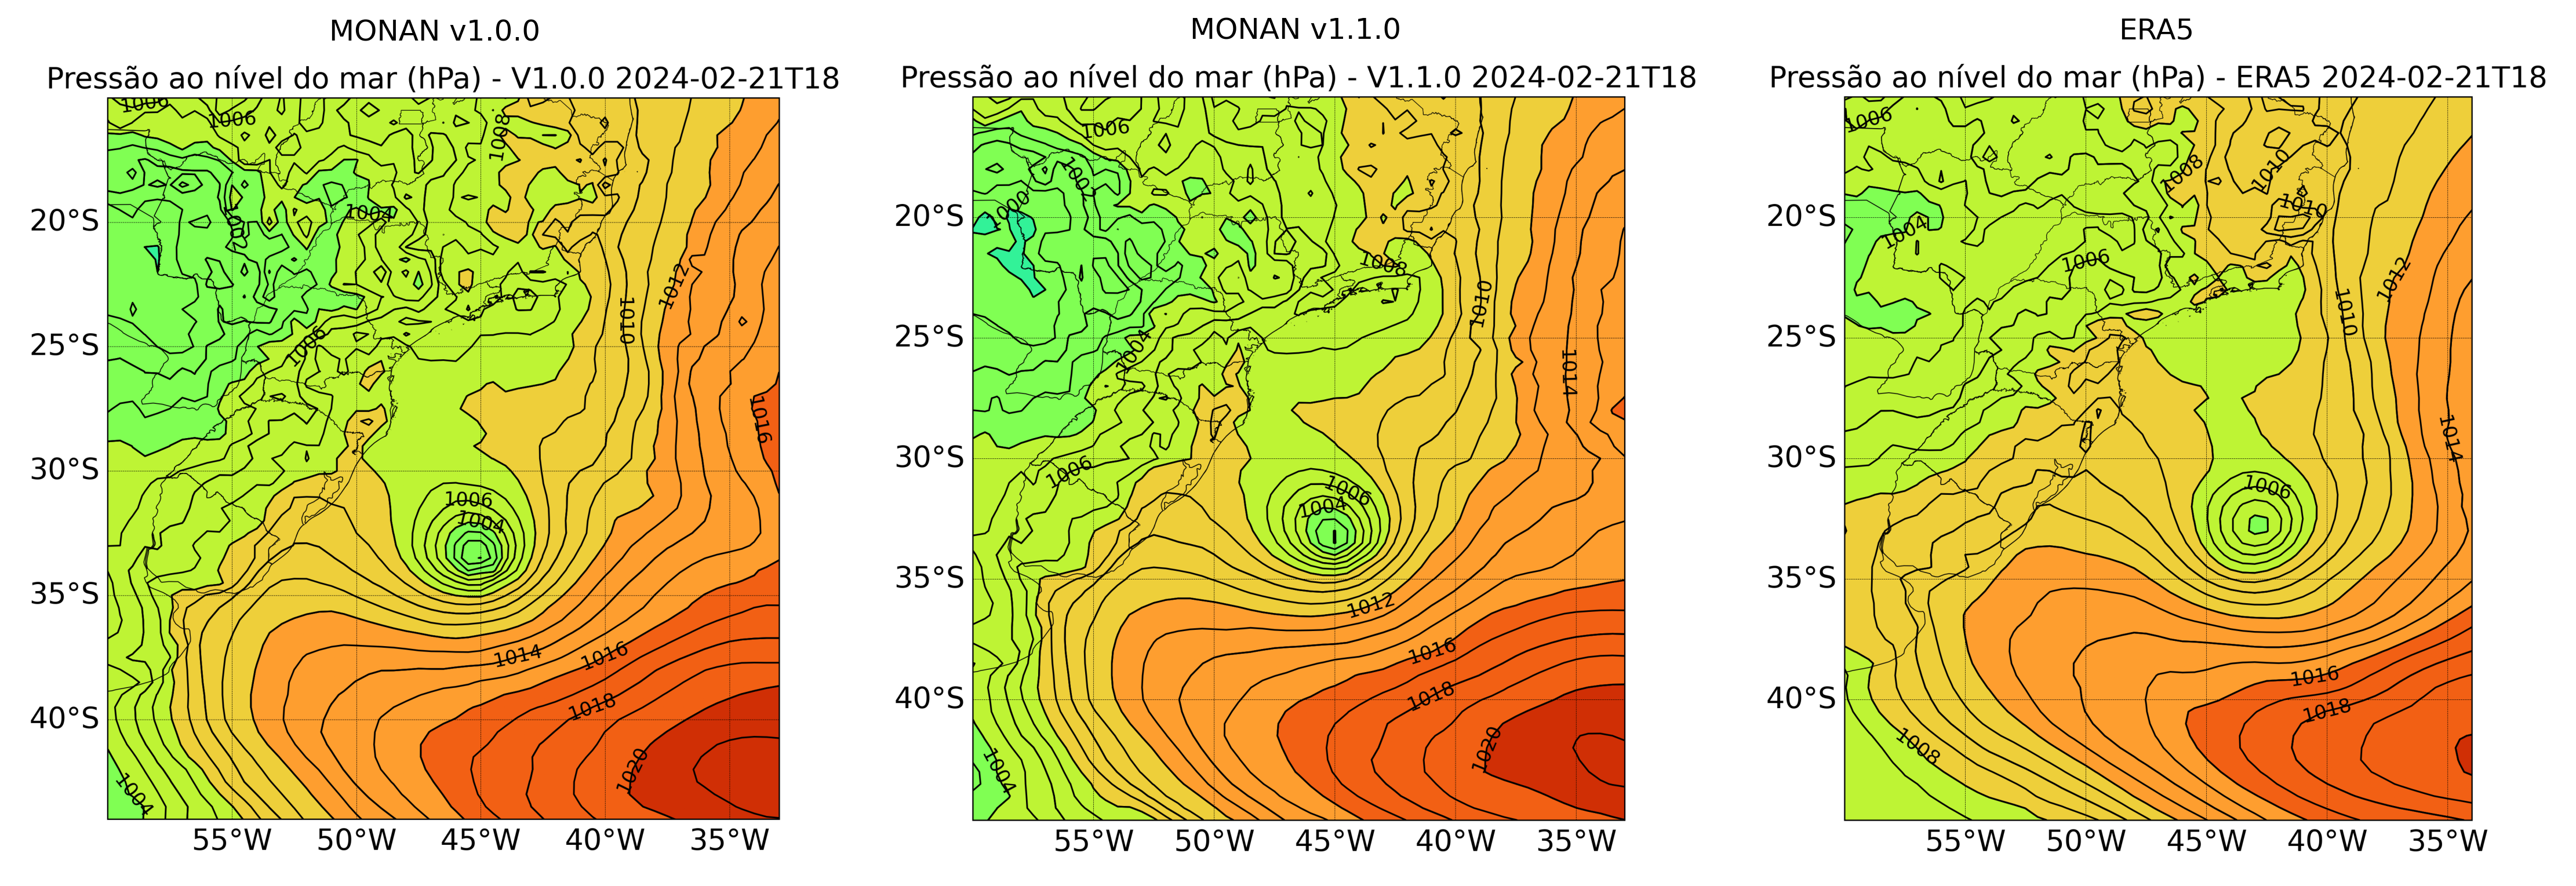 MONAN v1.0.0
Pressão ao nível do mar (hPa) - V1.0.0 2024-02-21T18
1006
1006
1008
1002
1004
1012
1010
1006
1016
1006
1004
1014
1016
1018
1020
1004
20°S
25°S
30°S
35°S
40°S
55°W
50°W
45°W
40°W
35°W
MONAN v1.1.0
Pressão ao nível do mar (hPa) - V1.1.0 2024-02-21T18
1006
1002
1000
1008
1010
1004
1014
1006
1006
1004
1012
1016
1018
1020
1004
20°S
25°S
30°S
35°S
40°S
55°W
50°W
45°W
40°W
35°W
ERA5
Pressão ao nível do mar (hPa) - ERA5 2024-02-21T18
1006
1008
1010
1010
1004
1006
1012
1010
1014
1006
1016
1018
1008
20°S
25°S
30°S
35°S
40°S
55°W
50°W
45°W
40°W
35°W